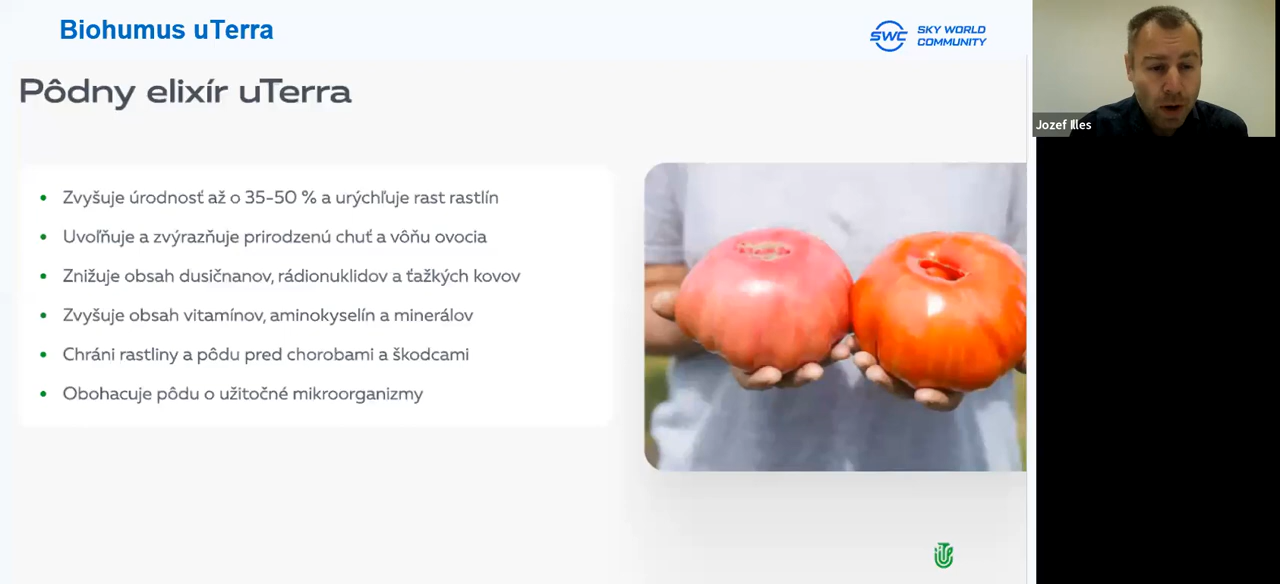 Biohumus uTerra
SWC
SKY WORLD
COMMUNITY
Pôdny elixír uTerra
Zvyšuje úrodnosť až o 35-50 % a urýchľuje rast rastlín
Uvoľňuje a zvýrazňuje prirodzenú chuť a vôňu ovocia
Znižuje obsah dusičnanov, rádionuklidov a ťažkých kovov
Zvyšuje obsah vitamínov, aminokyselín a minerálov
Chráni rastliny a pôdu pred chorobami a škodcami
Obohacuje pôdu o užitočné mikroorganizmy
Jozef Illes